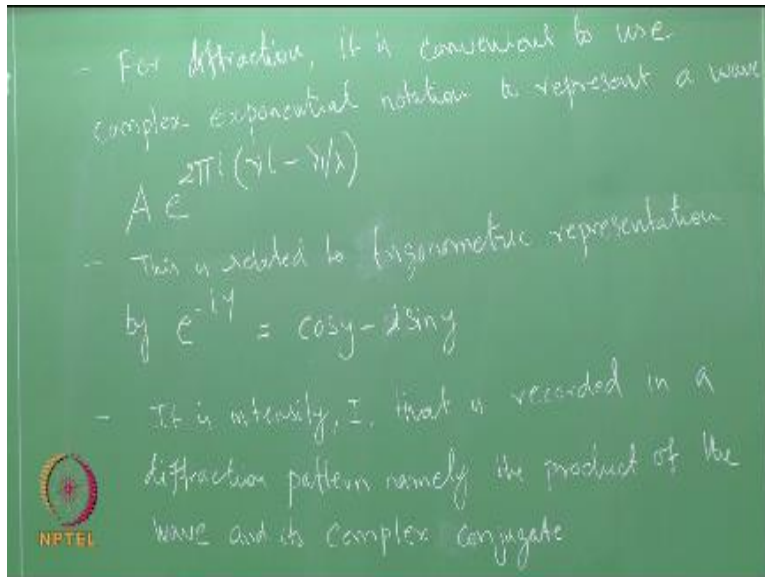 - For diffraction, it is convenient to use
complex exponential notation to represent a wave
A e^{2πi(νt - x/λ)}
- This is related to trigonometric representation
by e^{-iy} = cosy - i siny
- It is intensity, I, that is recorded in a
diffraction pattern namely the product of the
wave and its complex conjugate
NPTEL